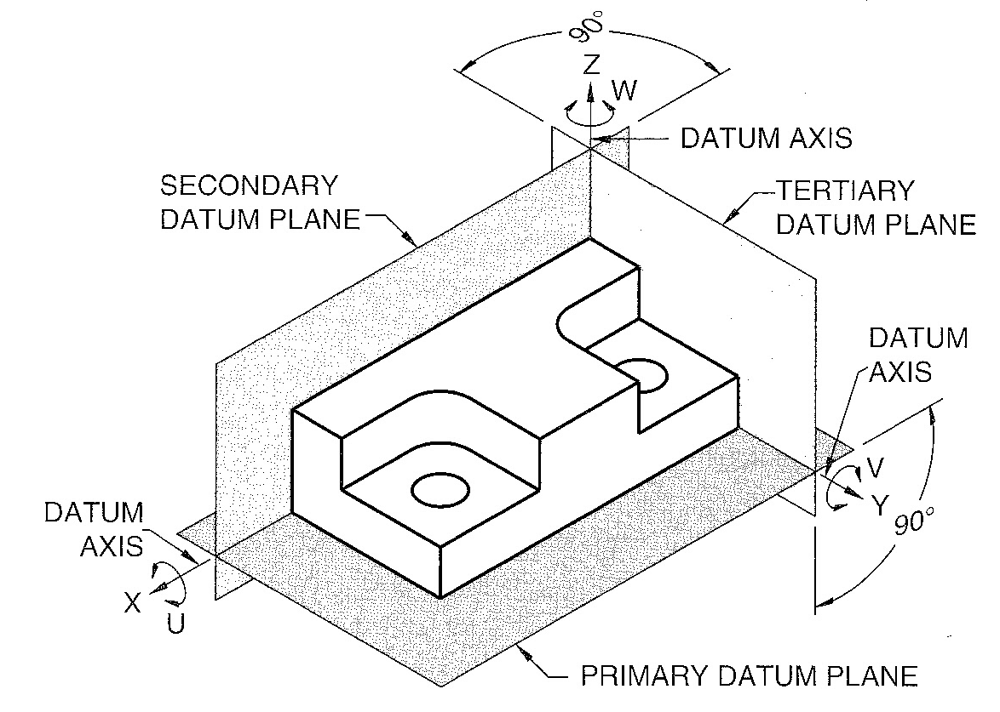 90°
Z
W
DATUM AXIS
SECONDARY
DATUM PLANE
TERTIARY
DATUM PLANE
DATUM
AXIS
V
Y
90°
DATUM
AXIS
X
U
PRIMARY DATUM PLANE